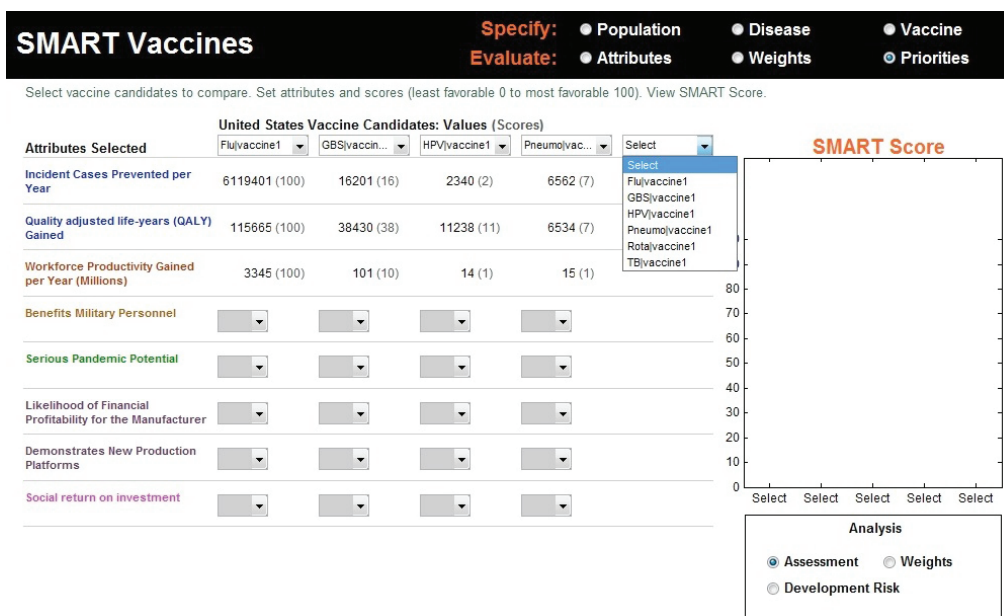 SMART Vaccines
Specify: Population Disease Vaccine
Evaluate: Attributes Weights Priorities
Select vaccine candidates to compare. Set attributes and scores (least favorable 0 to most favorable 100). View SMART Score.
United States Vaccine Candidates: Values (Scores)
Attributes Selected Flu|vaccine1 GBS|vaccin... HPV|vaccine1 Pneumo|vac... Select
Select
Flu|vaccine1
GBS|vaccine1
HPV|vaccine1
Pneumo|vaccine1
Rota|vaccine1
TB|vaccine1
Incident Cases Prevented per
Year
6119401 (100) 16201 (16) 2340 (2) 6562 (7)
Quality adjusted life-years (QALY)
Gained
115665 (100) 38430 (38) 11238 (11) 6534 (7)
Workforce Productivity Gained
per Year (Millions)
3345 (100) 101 (10) 14 (1) 15 (1)
Benefits Military Personnel
Serious Pandemic Potential
Likelihood of Financial
Profitability for the Manufacturer
Demonstrates New Production
Platforms
Social return on investment
SMART Score
80
70
60
50
40
30
20
10
0
Select Select Select Select Select
Analysis
Assessment Weights
Development Risk